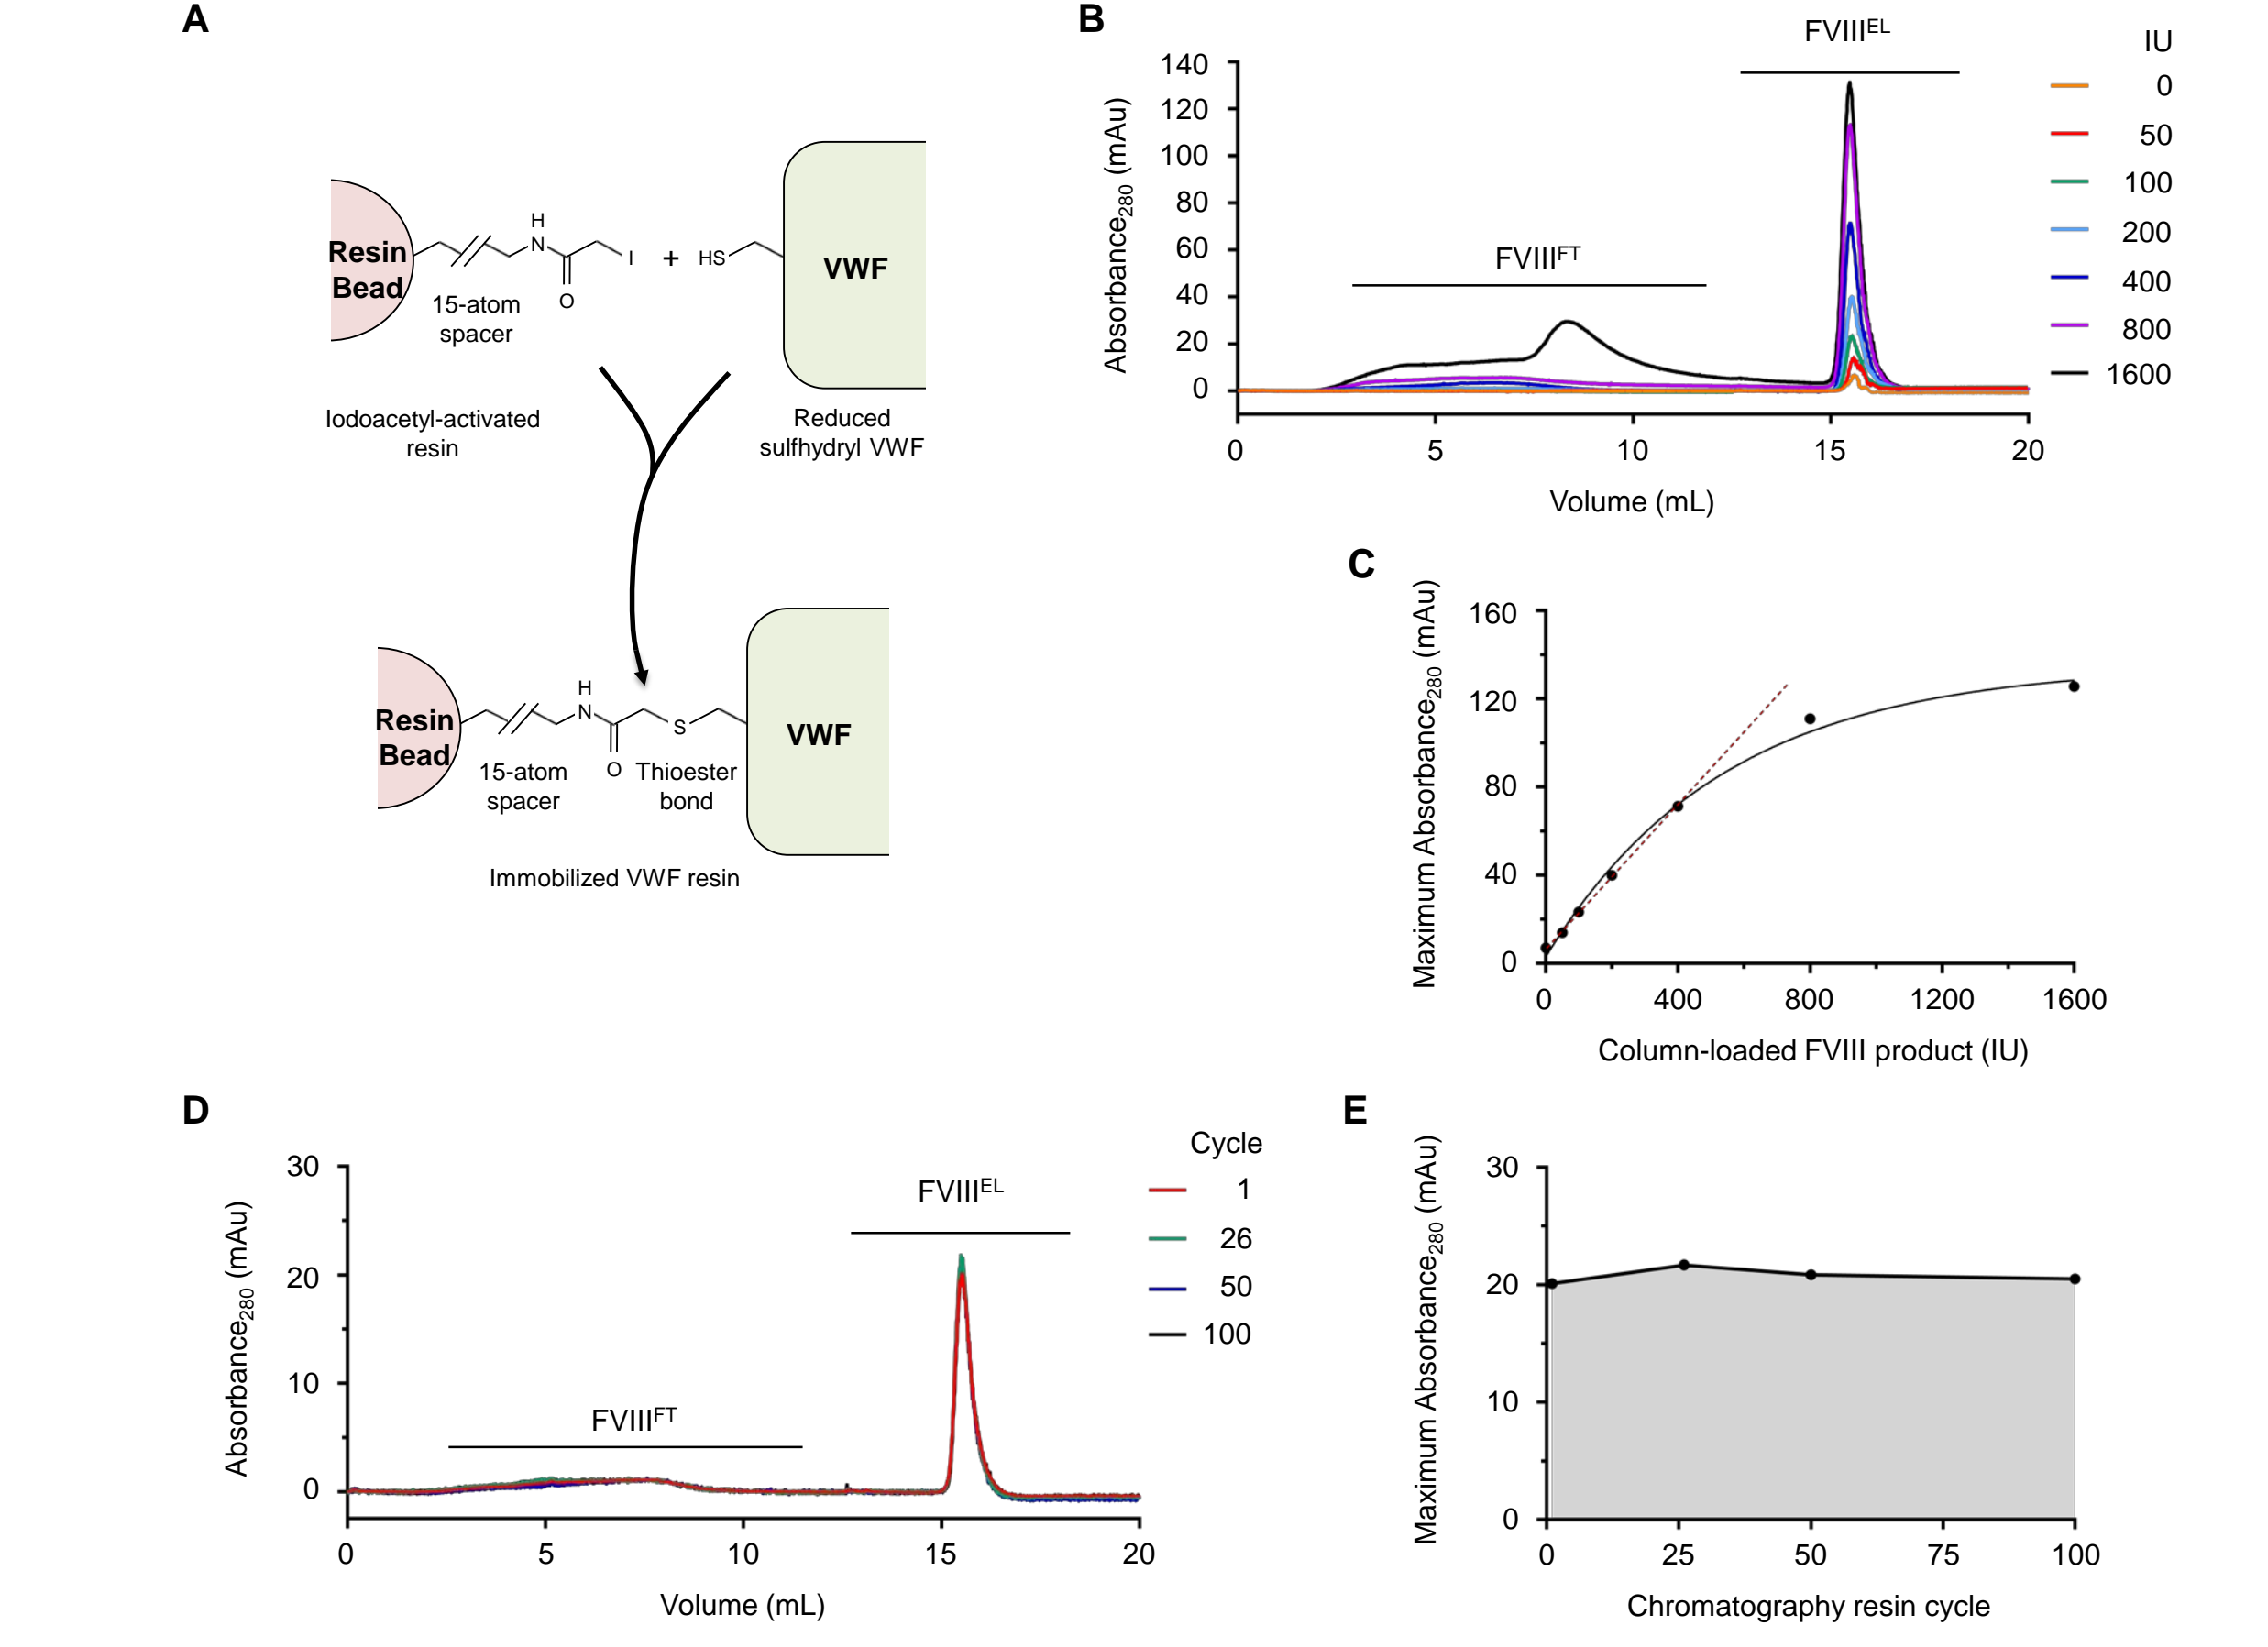 A
Resin
Bead
H
N
O
I
15-atom
spacer
+
HS
VWF
Iodoacetyl-activated
resin
Reduced
sulfhydryl VWF
Resin
Bead
H
N
O
S
15-atom
spacer
Thioester
bond
VWF
Immobilized VWF resin
B
FVIII^EL
FVIII^FT
Absorbance280 (mAu)
140
120
100
80
60
40
20
0
0 5 10 15 20
Volume (mL)
IU
0
50
100
200
400
800
1600
C
Maximum Absorbance280 (mAu)
160
120
80
40
0
0 400 800 1200 1600
Column-loaded FVIII product (IU)
D
Absorbance280 (mAu)
30
20
10
0
FVIII^FT
FVIII^EL
0 5 10 15 20
Volume (mL)
Cycle
1
26
50
100
E
Maximum Absorbance280 (mAu)
30
20
10
0
0 25 50 75 100
Chromatography resin cycle